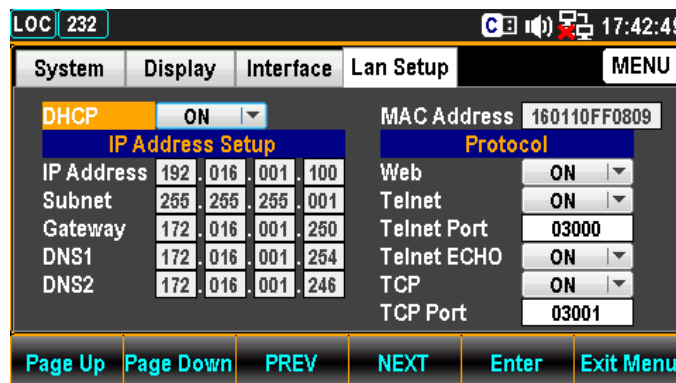 LOC 232 C 17:42:49
System Display Interface Lan Setup MENU
DHCP ON
IP Address Setup
IP Address 192 . 016 . 001 . 100
Subnet 255 . 255 . 255 . 001
Gateway 172 . 016 . 001 . 250
DNS1 172 . 016 . 001 . 254
DNS2 172 . 016 . 001 . 246
MAC Address 160110FF0809
Protocol
Web ON
Telnet ON
Telnet Port 03000
Telnet ECHO ON
TCP ON
TCP Port 03001
Page Up Page Down PREV NEXT Enter Exit Menu